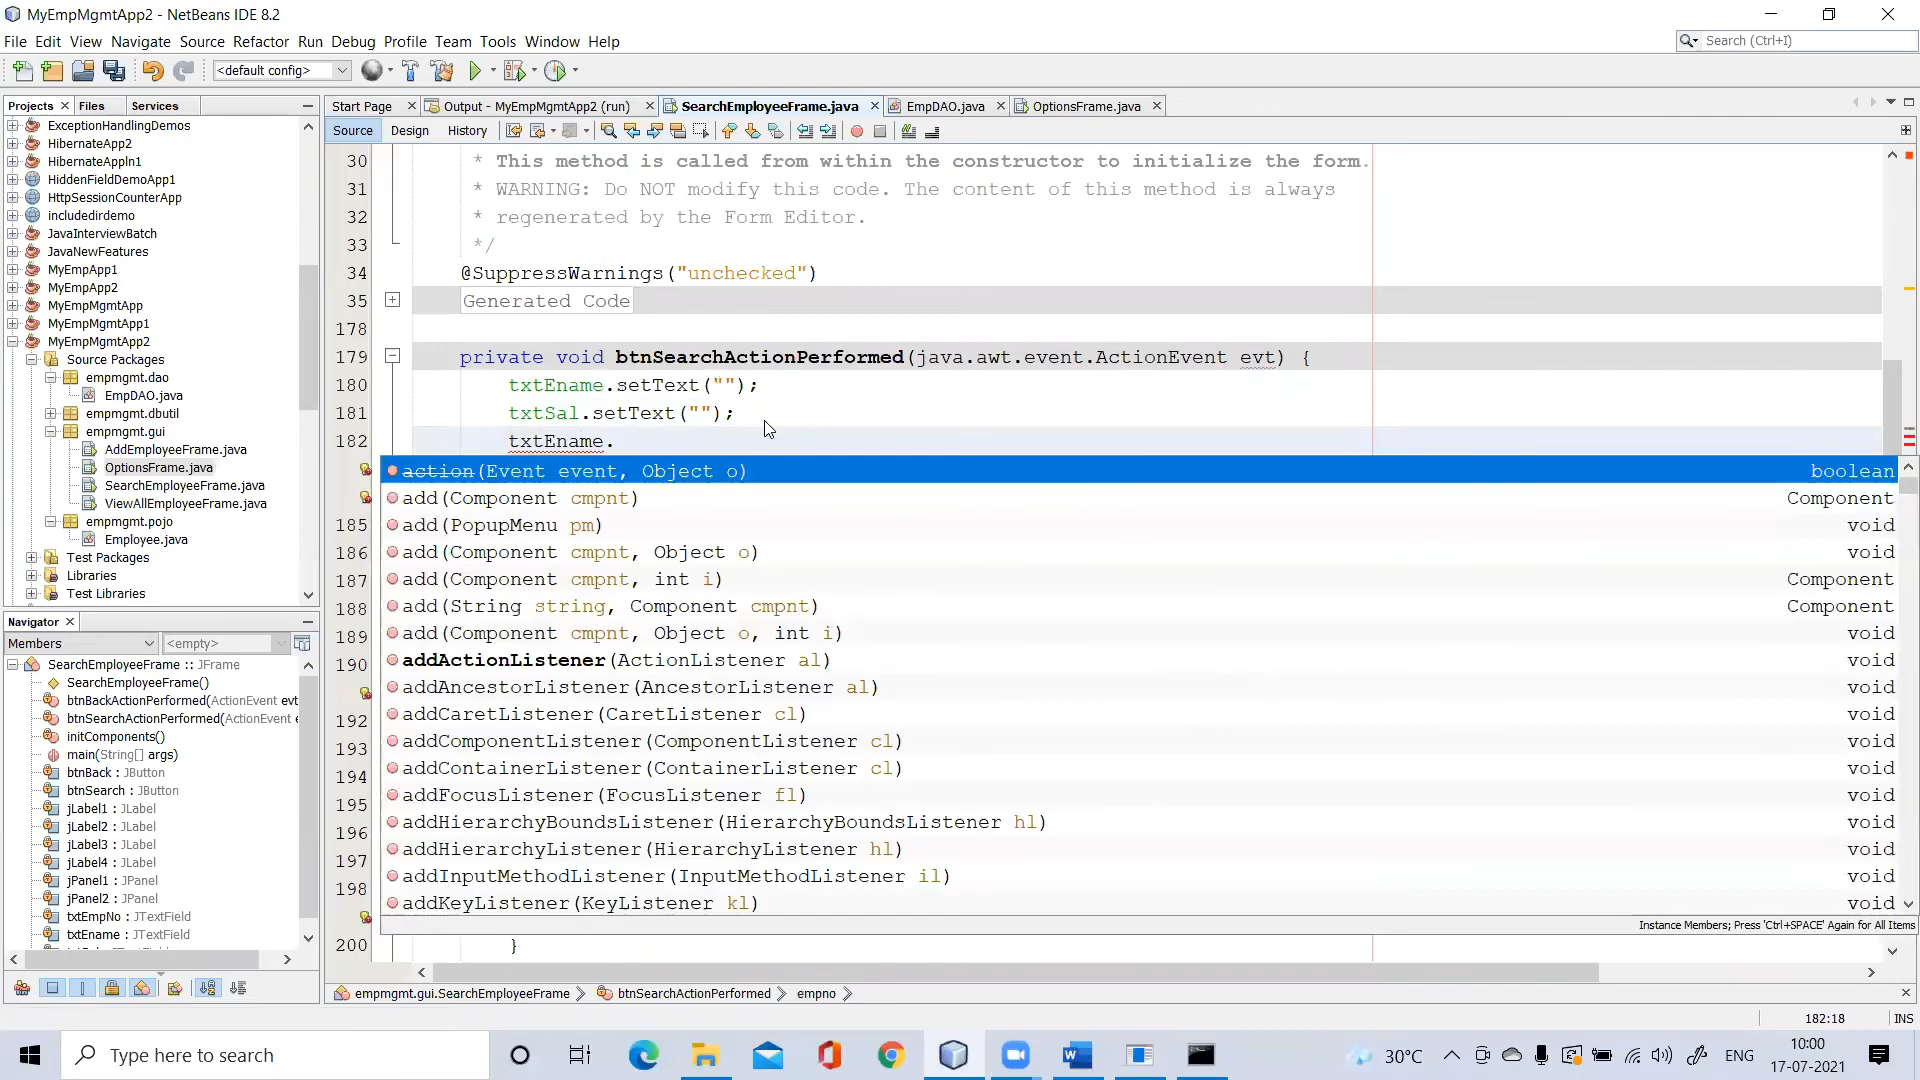 MyEmpMgmtApp2 - NetBeans IDE 8.2
File Edit View Navigate Source Refactor Run Debug Profile Team Tools Window Help
Search (Ctrl+I)
<default config>
Projects Files Services
Start Page Output - MyEmpMgmtApp2 (run) SearchEmployeeFrame.java EmpDAO.java OptionsFrame.java
Source Design History
ExceptionHandlingDemos
HibernateApp2
HibernateAppln1
HiddenFieldDemoApp1
HttpSessionCounterApp
includedirdemo
JavaInterviewBatch
JavaNewFeatures
MyEmpApp1
MyEmpApp2
MyEmpMgmtApp
MyEmpMgmtApp1
MyEmpMgmtApp2
Source Packages
empmgmt.dao
EmpDAO.java
empmgmt.dbutil
empmgmt.gui
AddEmployeeFrame.java
OptionsFrame.java
SearchEmployeeFrame.java
ViewAllEmployeeFrame.java
empmgmt.pojo
Employee.java
Test Packages
Libraries
Test Libraries
Navigator
Members <empty>
SearchEmployeeFrame :: JFrame
SearchEmployeeFrame()
btnBackActionPerformed(ActionEvent evt
btnSearchActionPerformed(ActionEvent e
initComponents()
main(String[] args)
btnBack : JButton
btnSearch : JButton
jLabel1 : JLabel
jLabel2 : JLabel
jLabel3 : JLabel
jLabel4 : JLabel
jPanel1 : JPanel
jPanel2 : JPanel
txtEmpNo : JTextField
txtEname : JTextField
30 * This method is called from within the constructor to initialize the form.
31 * WARNING: Do NOT modify this code. The content of this method is always
32 * regenerated by the Form Editor.
33 */
34 @SuppressWarnings("unchecked")
35 Generated Code
178
179 private void btnSearchActionPerformed(java.awt.event.ActionEvent evt) {
180 txtEname.setText("");
181 txtSal.setText("");
182 txtEname.
action(Event event, Object o) boolean
add(Component cmpnt) Component
185 add(PopupMenu pm) void
186 add(Component cmpnt, Object o) void
187 add(Component cmpnt, int i) Component
188 add(String string, Component cmpnt) Component
189 add(Component cmpnt, Object o, int i) void
190 addActionListener(ActionListener al) void
addAncestorListener(AncestorListener al) void
192 addCaretListener(CaretListener cl) void
193 addComponentListener(ComponentListener cl) void
194 addContainerListener(ContainerListener cl) void
195 addFocusListener(FocusListener fl) void
196 addHierarchyBoundsListener(HierarchyBoundsListener hl) void
197 addHierarchyListener(HierarchyListener hl) void
198 addInputMethodListener(InputMethodListener il) void
addKeyListener(KeyListener kl) void
Instance Members; Press 'Ctrl+SPACE' Again for All Items
200 }
empmgmt.gui.SearchEmployeeFrame btnSearchActionPerformed empno
182:18 INS
Type here to search
30°C ENG
10:00
17-07-2021